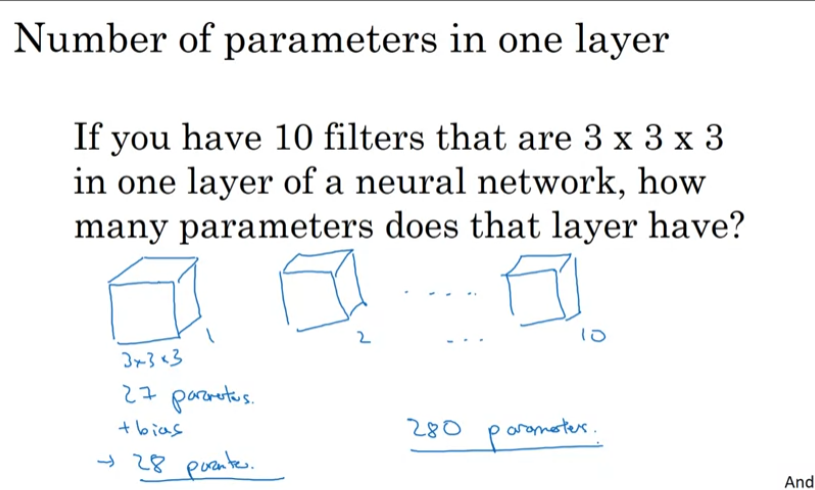 Number of parameters in one layer
If you have 10 filters that are 3 x 3 x 3
in one layer of a neural network, how
many parameters does that layer have?
1
2
10
3x3x3
27 parameters.
+ bias
→ 28 parameters.
280 parameters.
And